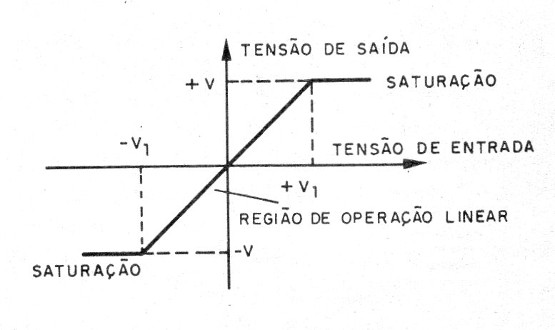 TENSÃO DE SAÍDA
+V
SATURAÇÃO
-V1
TENSÃO DE ENTRADA
+V1
REGIÃO DE OPERAÇÃO LINEAR
-V
SATURAÇÃO